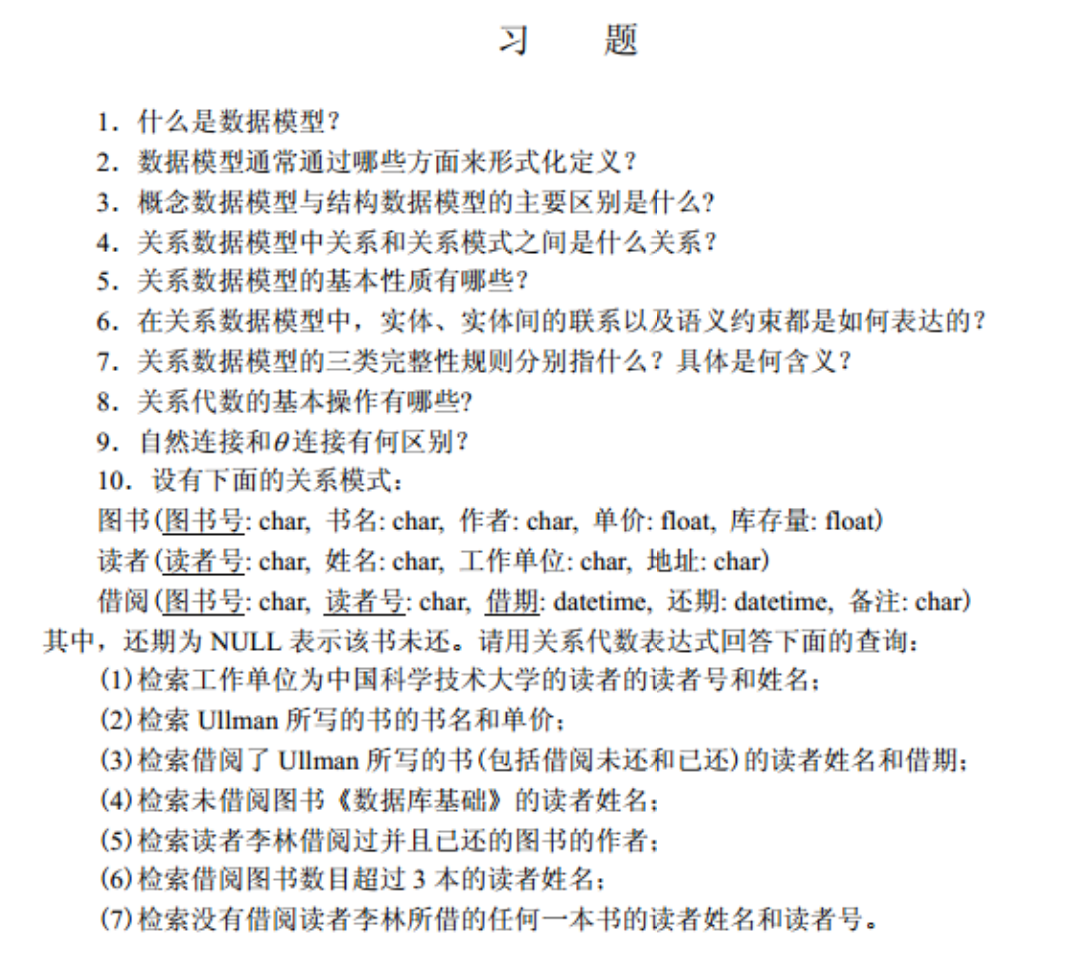 习 题
1．什么是数据模型？
2．数据模型通常通过哪些方面来形式化定义？
3．概念数据模型与结构数据模型的主要区别是什么?
4．关系数据模型中关系和关系模式之间是什么关系？
5．关系数据模型的基本性质有哪些？
6．在关系数据模型中，实体、实体间的联系以及语义约束都是如何表达的？
7．关系数据模型的三类完整性规则分别指什么？具体是何含义？
8．关系代数的基本操作有哪些?
9．自然连接和θ连接有何区别？
10．设有下面的关系模式：
图书(图书号: char, 书名: char, 作者: char, 单价: float, 库存量: float)
读者(读者号: char, 姓名: char, 工作单位: char, 地址: char)
借阅(图书号: char, 读者号: char, 借期: datetime, 还期: datetime, 备注: char)
其中，还期为 NULL 表示该书未还。请用关系代数表达式回答下面的查询：
(1)检索工作单位为中国科学技术大学的读者的读者号和姓名；
(2)检索 Ullman 所写的书的书名和单价；
(3)检索借阅了 Ullman 所写的书(包括借阅未还和已还)的读者姓名和借期；
(4)检索未借阅图书《数据库基础》的读者姓名；
(5)检索读者李林借阅过并且已还的图书的作者；
(6)检索借阅图书数目超过 3 本的读者姓名；
(7)检索没有借阅读者李林所借的任何一本书的读者姓名和读者号。